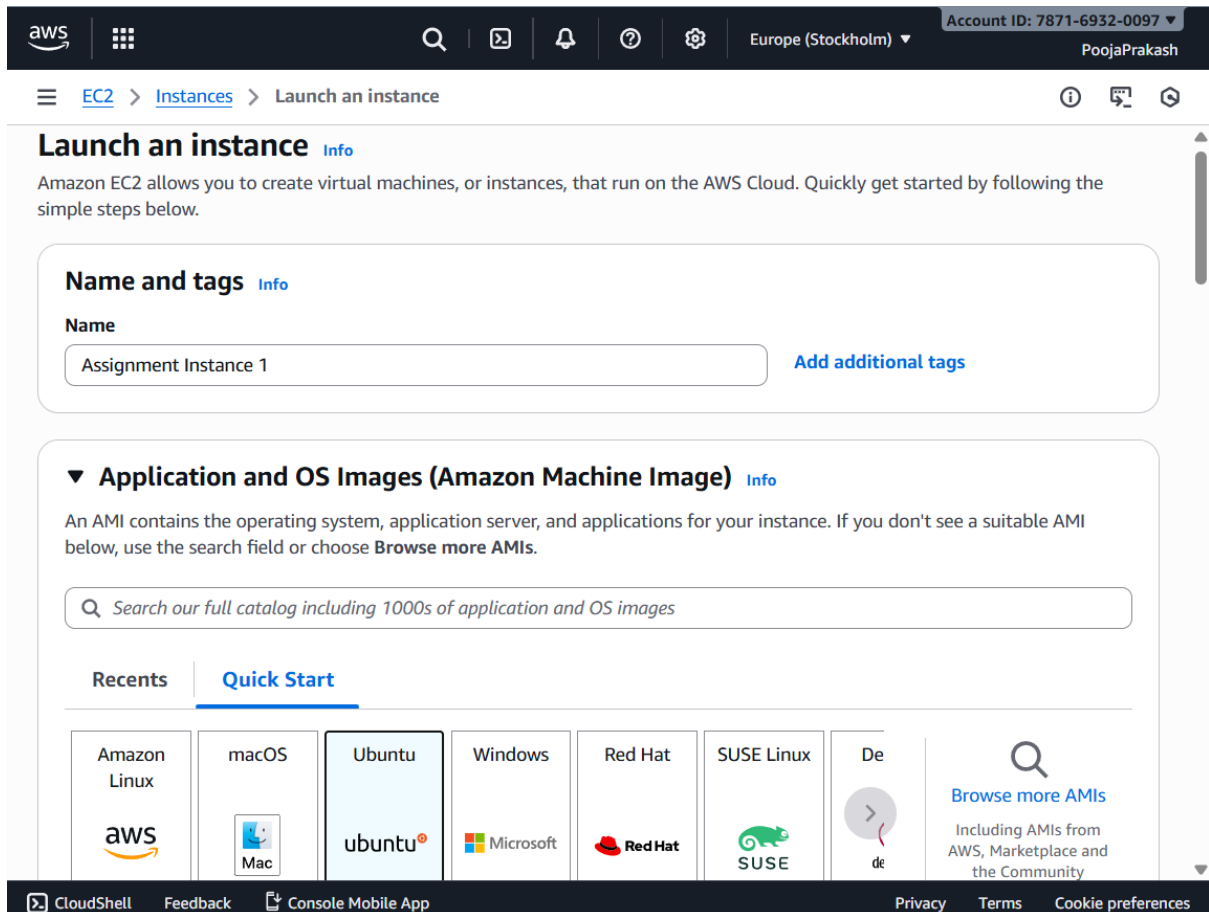 aws
Europe (Stockholm) ▼
Account ID: 7871-6932-0097 ▼
PoojaPrakash
EC2 > Instances > Launch an instance
Launch an instance Info
Amazon EC2 allows you to create virtual machines, or instances, that run on the AWS Cloud. Quickly get started by following the
simple steps below.
Name and tags Info
Name
Assignment Instance 1
Add additional tags
▼ Application and OS Images (Amazon Machine Image) Info
An AMI contains the operating system, application server, and applications for your instance. If you don't see a suitable AMI
below, use the search field or choose Browse more AMIs.
Search our full catalog including 1000s of application and OS images
Recents
Quick Start
Amazon
Linux
aws
macOS
Mac
Ubuntu
ubuntu
Windows
Microsoft
Red Hat
Red Hat
SUSE Linux
SUSE
De
de
Browse more AMIs
Including AMIs from
AWS, Marketplace and
the Community
CloudShell Feedback Console Mobile App Privacy Terms Cookie preferences